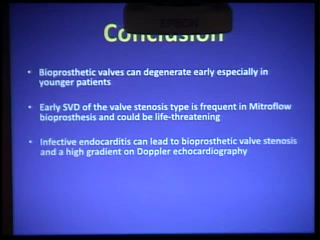 EPSON
Conclusion
• Bioprosthetic valves can degenerate early especially in
younger patients
• Early SVD of the valve stenosis type is frequent in Mitroflow
bioprosthesis and could be life-threatening
• Infective endocarditis can lead to bioprosthetic valve stenosis
and a high gradient on Doppler echocardiography